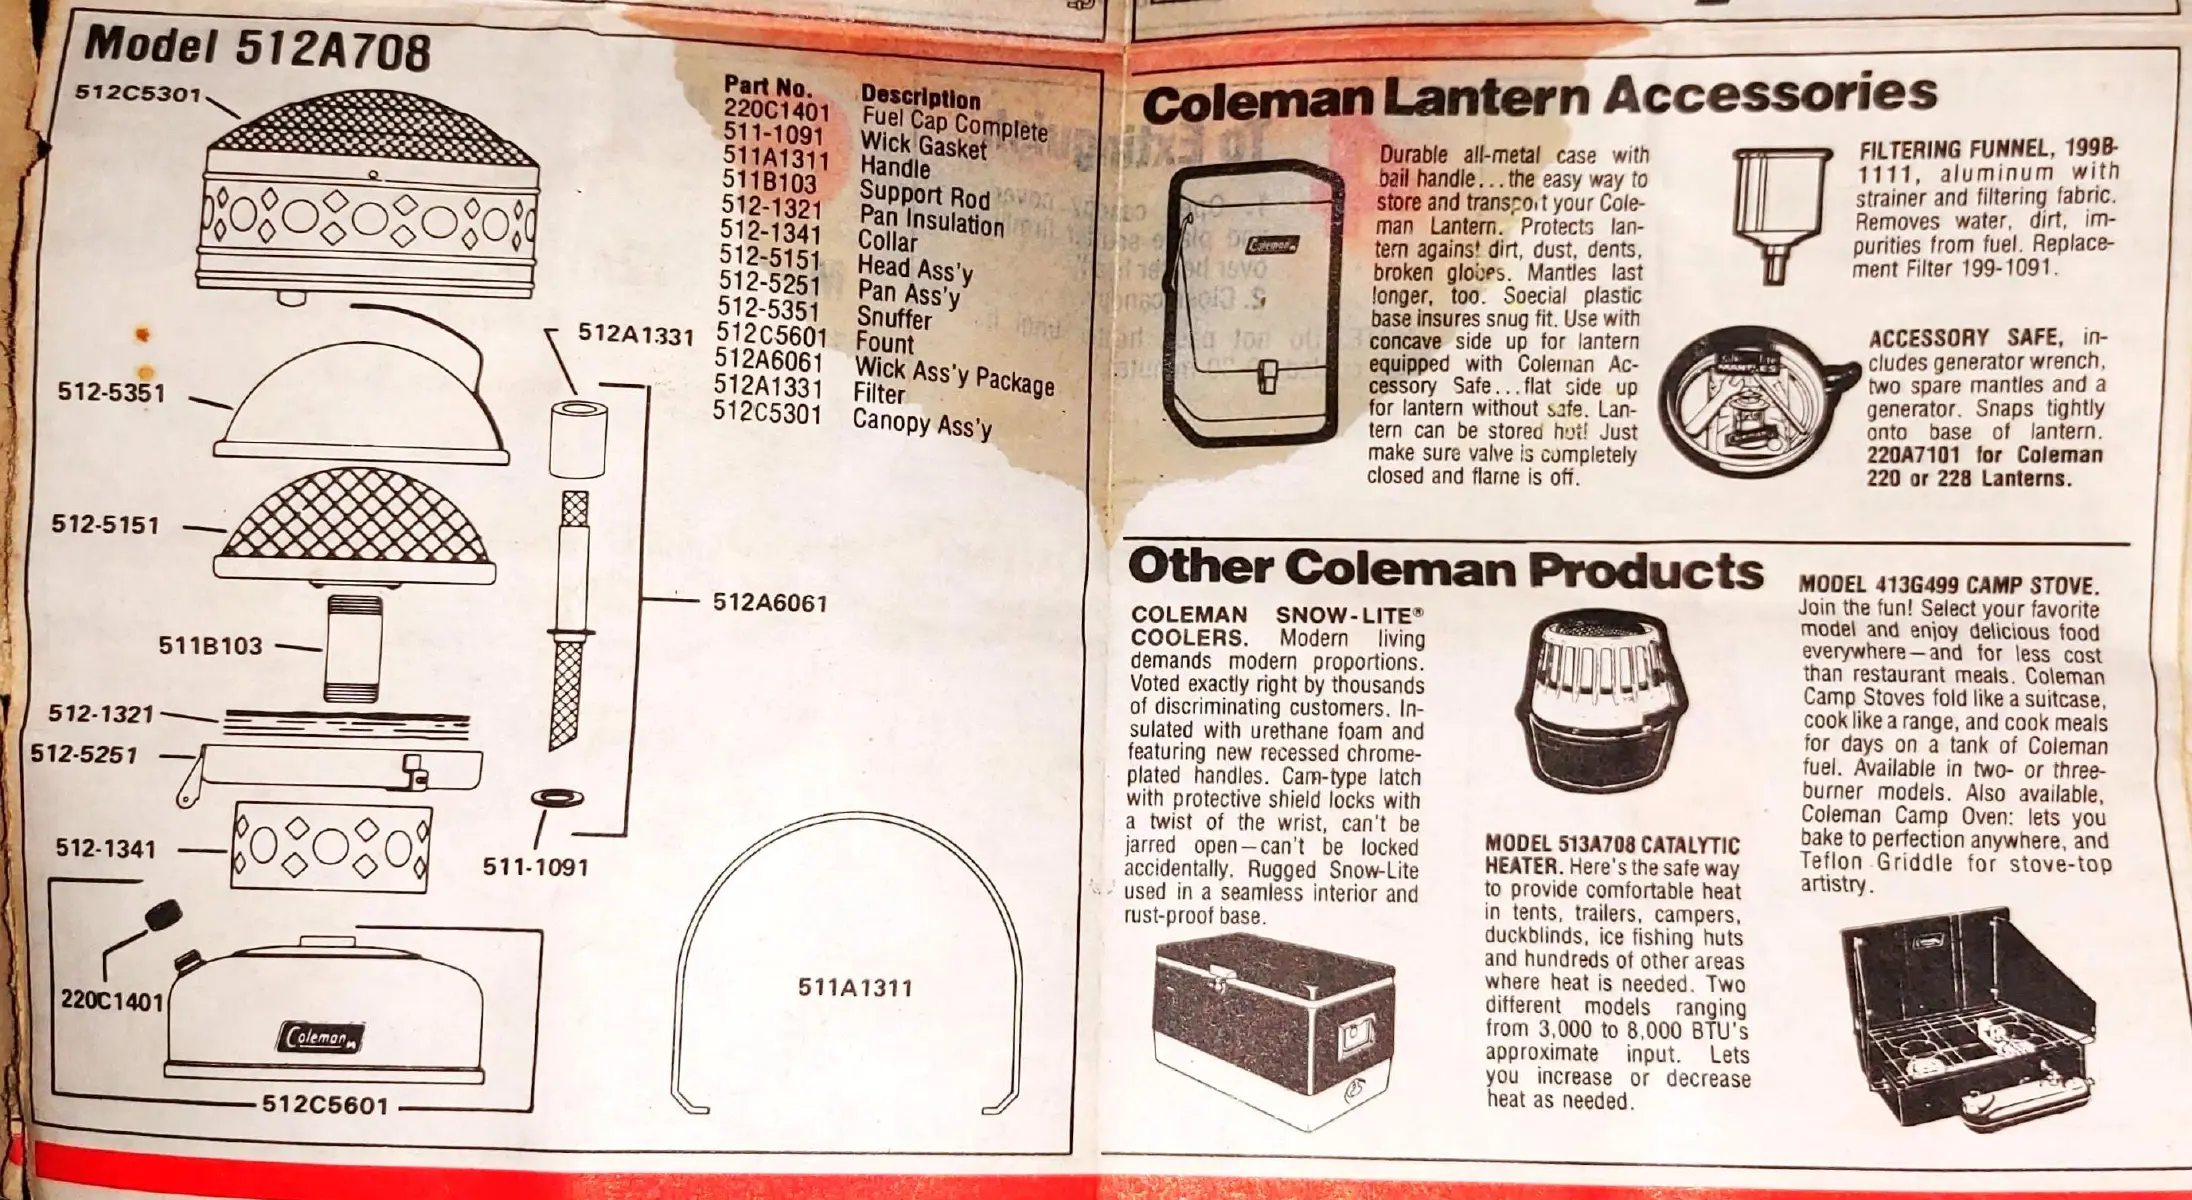 Model 512A708
512C5301
512-5351
512-5151
511B103
512-1321
512-5251
512-1341
220C1401
Coleman
512C5601
512A1331
512A6061
511-1091
511A1311
Part No. Description
220C1401 Fuel Cap Complete
511-1091 Wick Gasket
511A1311 Handle
511B103 Support Rod
512-1321 Pan Insulation
512-1341 Collar
512-5151 Head Ass'y
512-5251 Pan Ass'y
512-5351 Snuffer
512C5601 Fount
512A6061 Wick Ass'y Package
512A1331 Filter
512C5301 Canopy Ass'y
Coleman Lantern Accessories
Coleman
Durable all-metal case with
bail handle...the easy way to
store and transport your Cole-
man Lantern. Protects lan-
tern against dirt, dust, dents,
broken globes. Mantles last
longer, too. Special plastic
base insures snug fit. Use with
concave side up for lantern
equipped with Coleman Ac-
cessory Safe...flat side up
for lantern without safe. Lan-
tern can be stored hot! Just
make sure valve is completely
closed and flame is off.
FILTERING FUNNEL, 199B-
1111, aluminum with
strainer and filtering fabric.
Removes water, dirt, im-
purities from fuel. Replace-
ment Filter 199-1091.
ACCESSORY SAFE, in-
cludes generator wrench,
two spare mantles and a
generator. Snaps tightly
onto base of lantern.
220A7101 for Coleman
220 or 228 Lanterns.
Other Coleman Products
COLEMAN SNOW-LITE®
COOLERS. Modern living
demands modern proportions.
Voted exactly right by thousands
of discriminating customers. In-
sulated with urethane foam and
featuring new recessed chrome-
plated handles. Cam-type latch
with protective shield locks with
a twist of the wrist, can't be
jarred open—can't be locked
accidentally. Rugged Snow-Lite
used in a seamless interior and
rust-proof base.
MODEL 513A708 CATALYTIC
HEATER. Here's the safe way
to provide comfortable heat
in tents, trailers, campers,
duckblinds, ice fishing huts
and hundreds of other areas
where heat is needed. Two
different models ranging
from 3,000 to 8,000 BTU's
approximate input. Lets
you increase or decrease
heat as needed.
MODEL 413G499 CAMP STOVE.
Join the fun! Select your favorite
model and enjoy delicious food
everywhere—and for less cost
than restaurant meals. Coleman
Camp Stoves fold like a suitcase,
cook like a range, and cook meals
for days on a tank of Coleman
fuel. Available in two- or three-
burner models. Also available,
Coleman Camp Oven: lets you
bake to perfection anywhere, and
Teflon Griddle for stove-top
artistry.